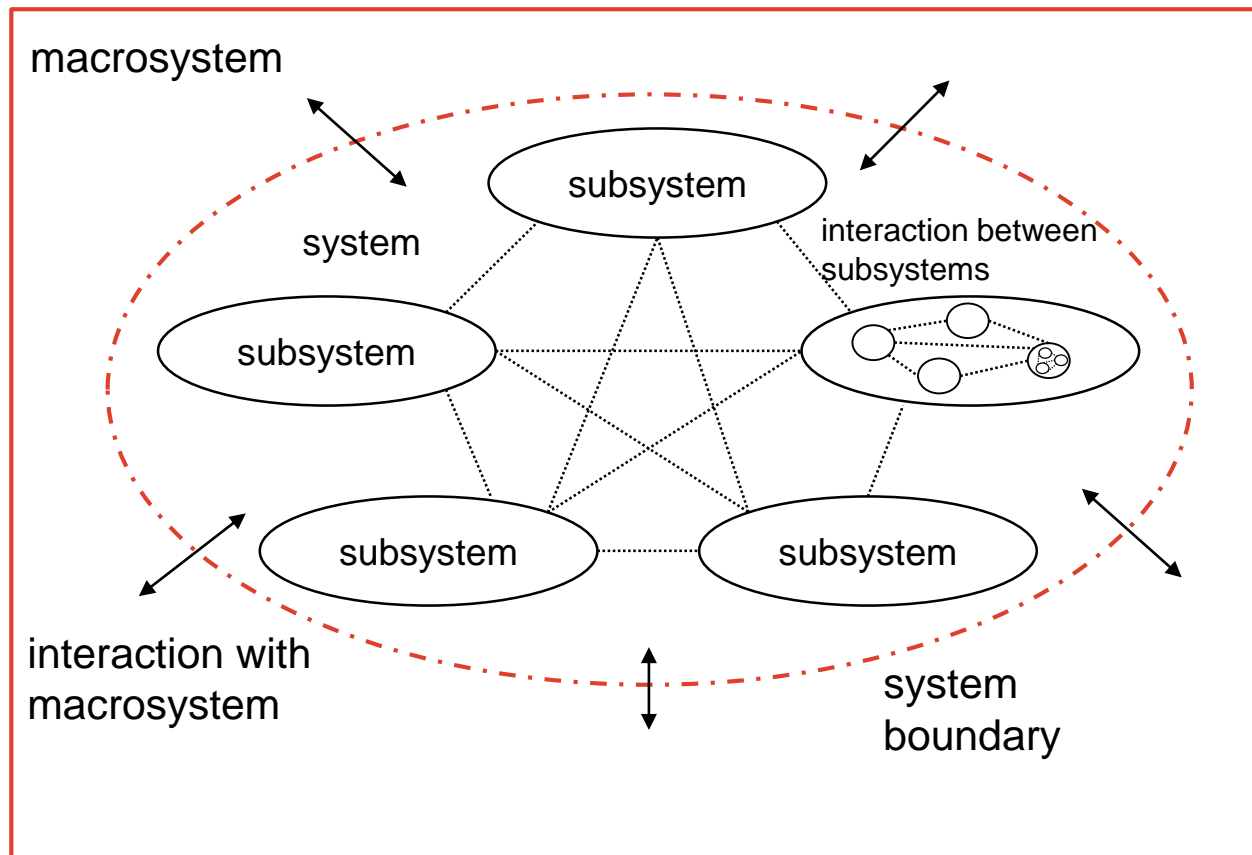 macrosystem
subsystem
system
interaction between
subsystems
subsystem
subsystem
subsystem
interaction with
macrosystem
system
boundary